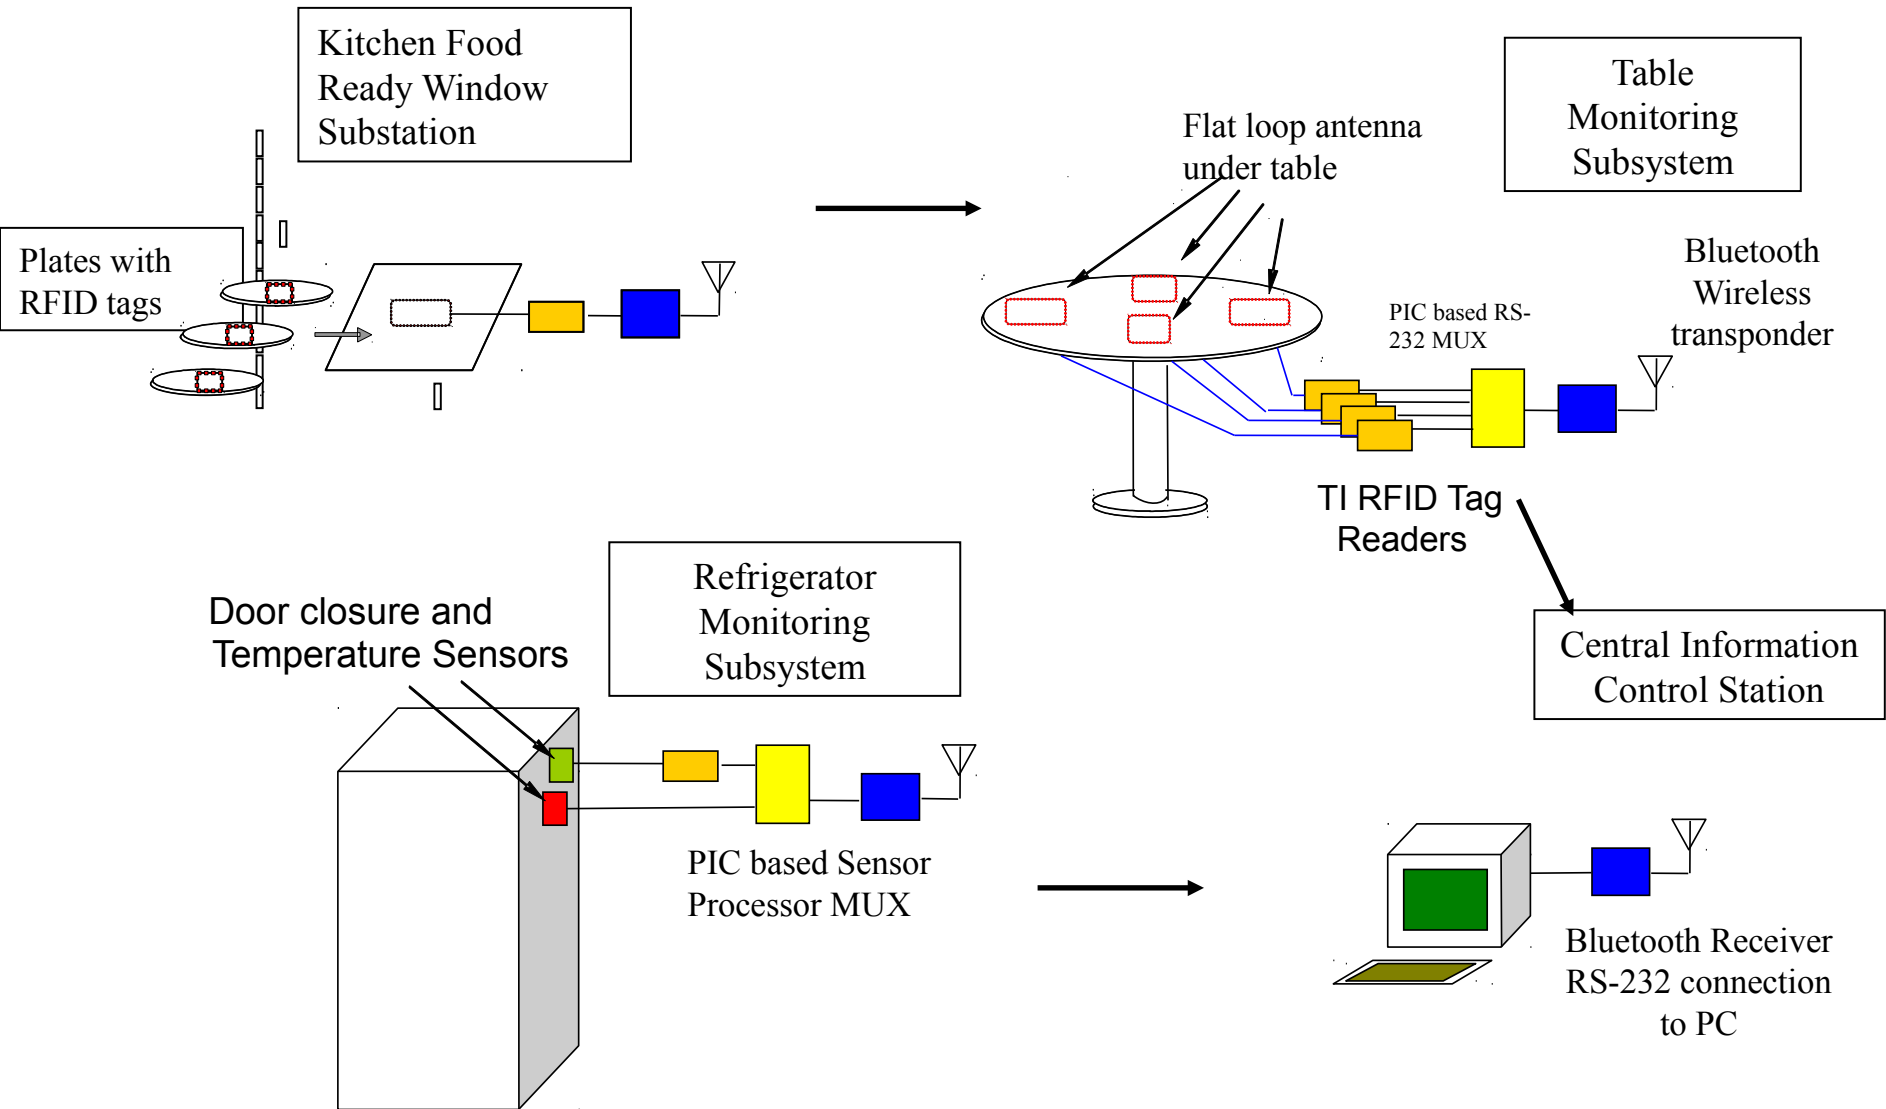 Kitchen Food
Ready Window
Substation
Plates with
RFID tags
Flat loop antenna
under table
Table
Monitoring
Subsystem
Bluetooth
Wireless
transponder
PIC based RS-
232 MUX
TI RFID Tag
Readers
Refrigerator
Monitoring
Subsystem
Door closure and
Temperature Sensors
Central Information
Control Station
PIC based Sensor
Processor MUX
Bluetooth Receiver
RS-232 connection
to PC